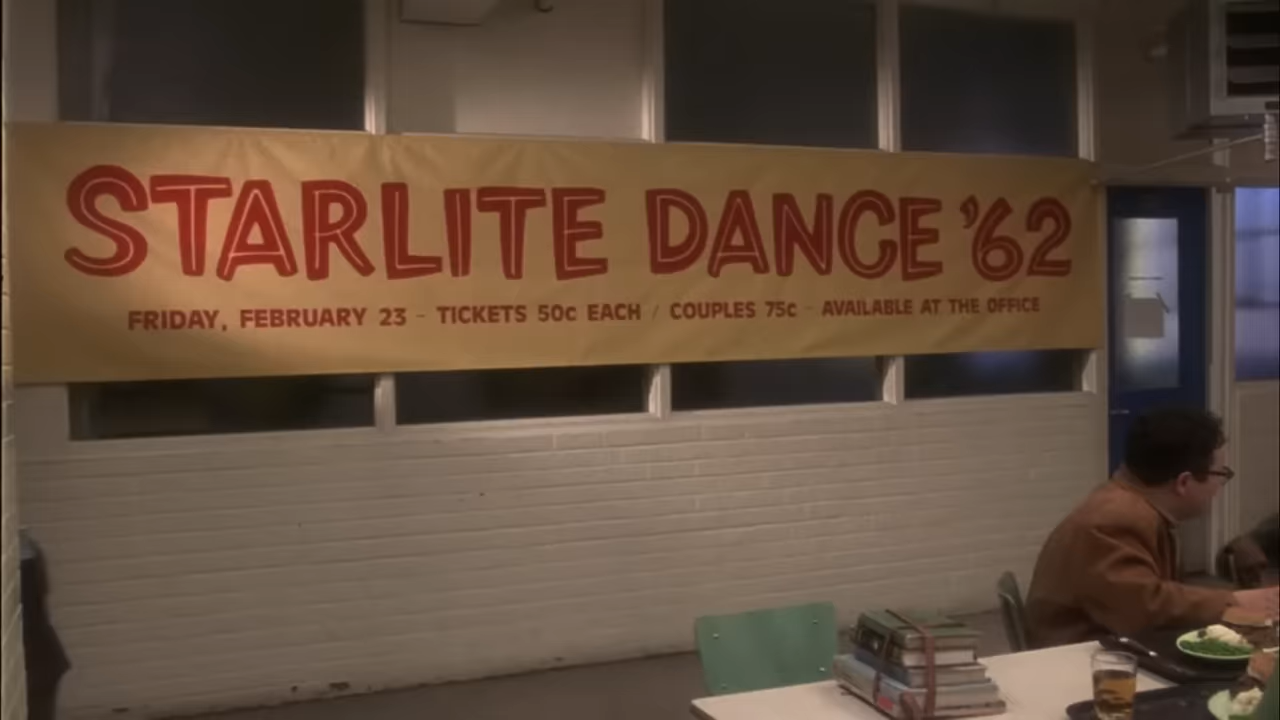 STARLITE DANCE '62
FRIDAY, FEBRUARY 23 - TICKETS 50c EACH / COUPLES 75c - AVAILABLE AT THE OFFICE